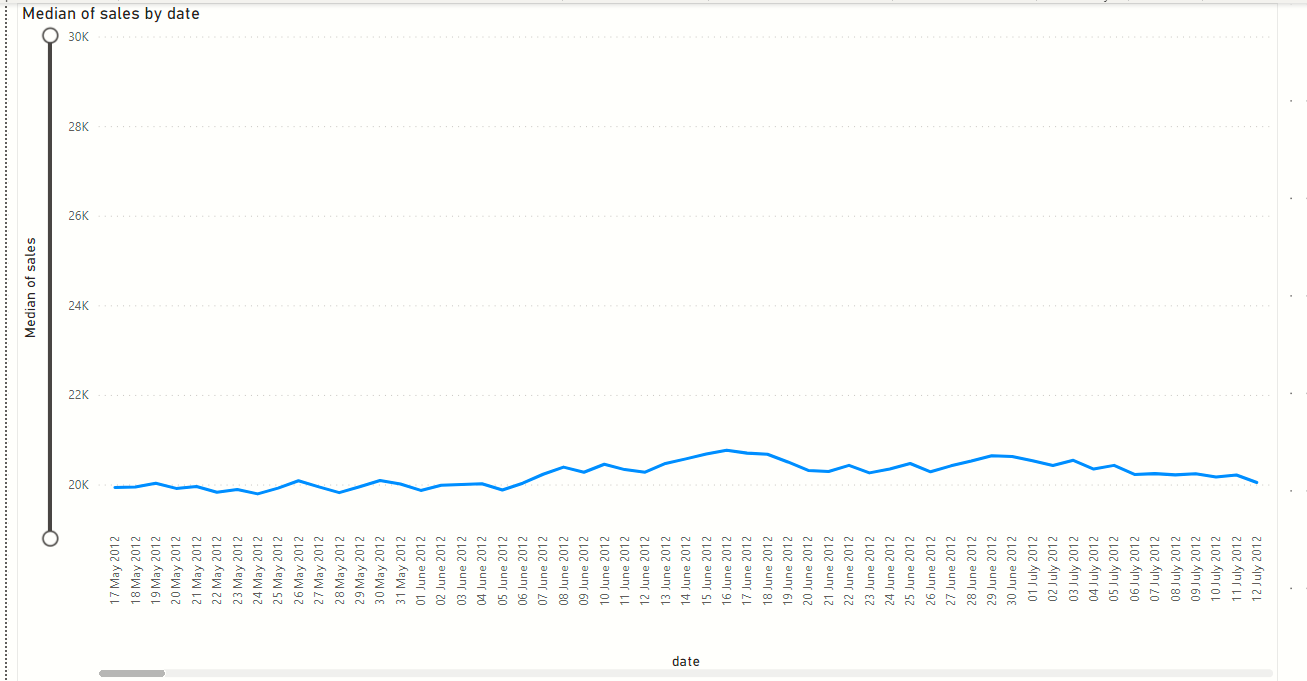 Median of sales by date
30K
28K
26K
24K
22K
20K
Median of sales
17 May 2012
18 May 2012
19 May 2012
20 May 2012
21 May 2012
22 May 2012
23 May 2012
24 May 2012
25 May 2012
26 May 2012
27 May 2012
28 May 2012
29 May 2012
30 May 2012
31 May 2012
01 June 2012
02 June 2012
03 June 2012
04 June 2012
05 June 2012
06 June 2012
07 June 2012
08 June 2012
09 June 2012
10 June 2012
11 June 2012
12 June 2012
13 June 2012
14 June 2012
15 June 2012
16 June 2012
17 June 2012
18 June 2012
19 June 2012
20 June 2012
21 June 2012
22 June 2012
23 June 2012
24 June 2012
25 June 2012
26 June 2012
27 June 2012
28 June 2012
29 June 2012
30 June 2012
01 July 2012
02 July 2012
03 July 2012
04 July 2012
05 July 2012
06 July 2012
07 July 2012
08 July 2012
09 July 2012
10 July 2012
11 July 2012
12 July 2012
date